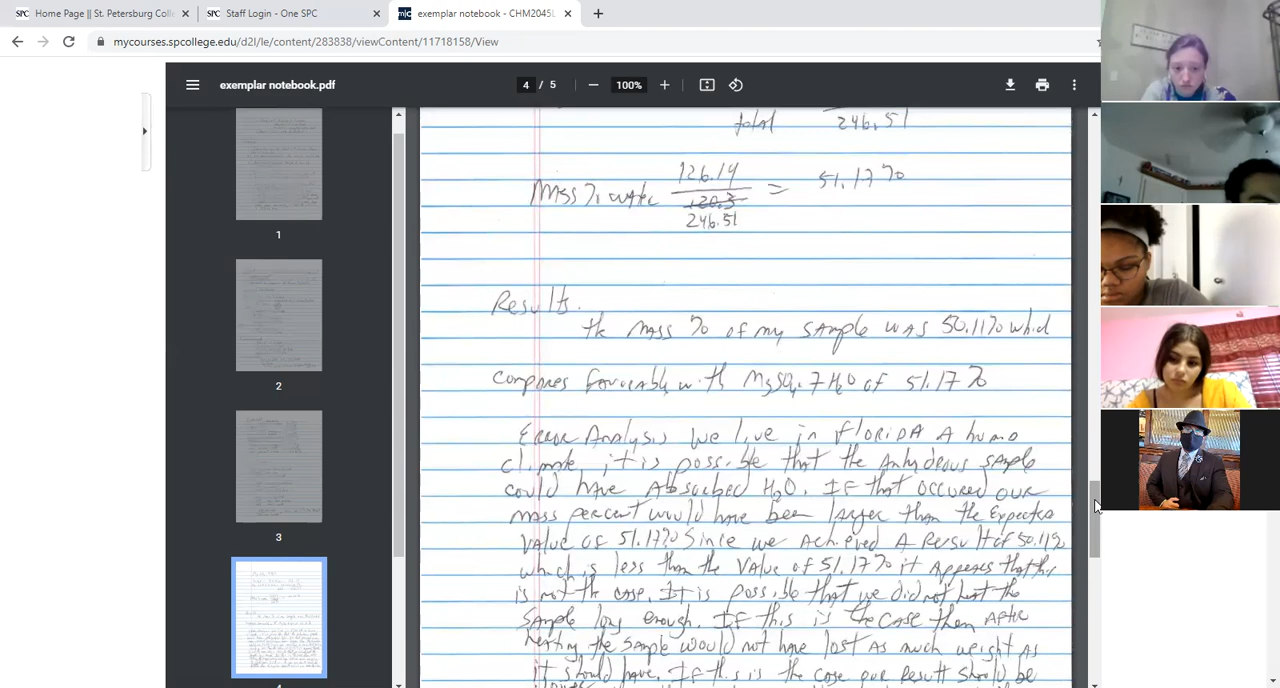 Home Page || St. Petersburg Colle
Staff Login - One SPC
exemplar notebook - CHM2045L
mycourses.spcollege.edu/d2l/le/content/283838/viewContent/11718158/View
exemplar notebook.pdf
4 / 5
100%
1
2
3
4
total 246.51
Mass % water 126.14 = 51.17%
120.3
246.51
Results.
the mass % of my sample was 50.11% which
compares favorable with MgSO4.7H2O of 51.17%
Error Analysis we live in Florida A humid
climate, it is possible that the Anhydrous sample
could have Absorbed H2O. IF that occured our
mass percent would have been larger than the Expected
value of 51.17% Since we Achieved A Result of 50.11%
which is less than the value of 51.17% it Appears that this
is not the case. It is possible that we did not heat the
sample long enough IF this is the case then After
the sample would not have lost as much weight as
it should have. IF this is the case our Result should be